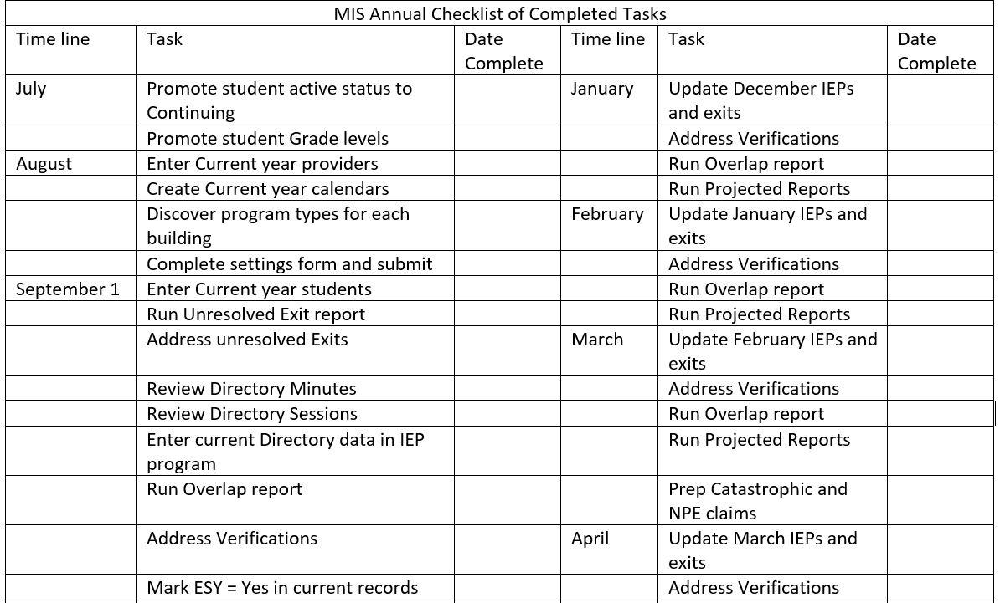 MIS Annual Checklist of Completed Tasks
Time line Task Date Complete Time line Task Date Complete
July Promote student active status to Continuing January Update December IEPs and exits
Promote student Grade levels Address Verifications
August Enter Current year providers Run Overlap report
Create Current year calendars Run Projected Reports
Discover program types for each building February Update January IEPs and exits
Complete settings form and submit Address Verifications
September 1 Enter Current year students Run Overlap report
Run Unresolved Exit report Run Projected Reports
Address unresolved Exits March Update February IEPs and exits
Review Directory Minutes Address Verifications
Review Directory Sessions Run Overlap report
Enter current Directory data in IEP program Run Projected Reports
Run Overlap report Prep Catastrophic and NPE claims
Address Verifications April Update March IEPs and exits
Mark ESY = Yes in current records Address Verifications